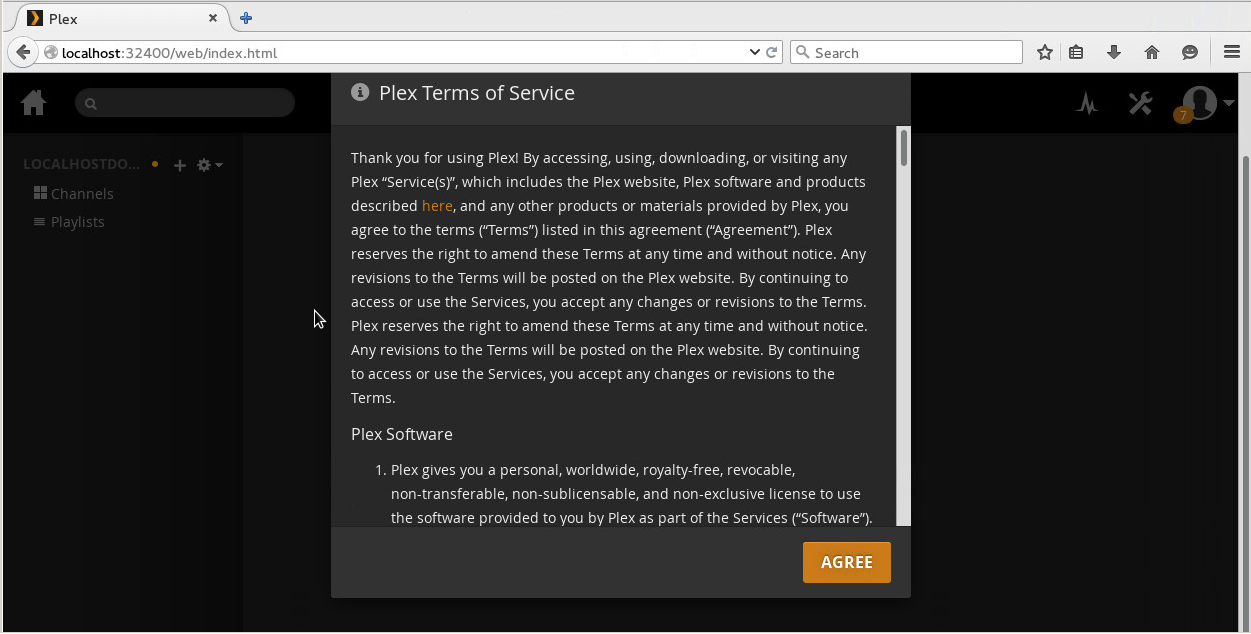 Plex
localhost:32400/web/index.html
Search
Plex Terms of Service
7
LOCALHOSTDO...
Channels
Playlists
Thank you for using Plex! By accessing, using, downloading, or visiting any
Plex “Service(s)”, which includes the Plex website, Plex software and products
described here, and any other products or materials provided by Plex, you
agree to the terms (“Terms”) listed in this agreement (“Agreement”). Plex
reserves the right to amend these Terms at any time and without notice. Any
revisions to the Terms will be posted on the Plex website. By continuing to
access or use the Services, you accept any changes or revisions to the Terms.
Plex reserves the right to amend these Terms at any time and without notice.
Any revisions to the Terms will be posted on the Plex website. By continuing
to access or use the Services, you accept any changes or revisions to the
Terms.
Plex Software
1. Plex gives you a personal, worldwide, royalty-free, revocable,
non-transferable, non-sublicensable, and non-exclusive license to use
the software provided to you by Plex as part of the Services (“Software”).
AGREE